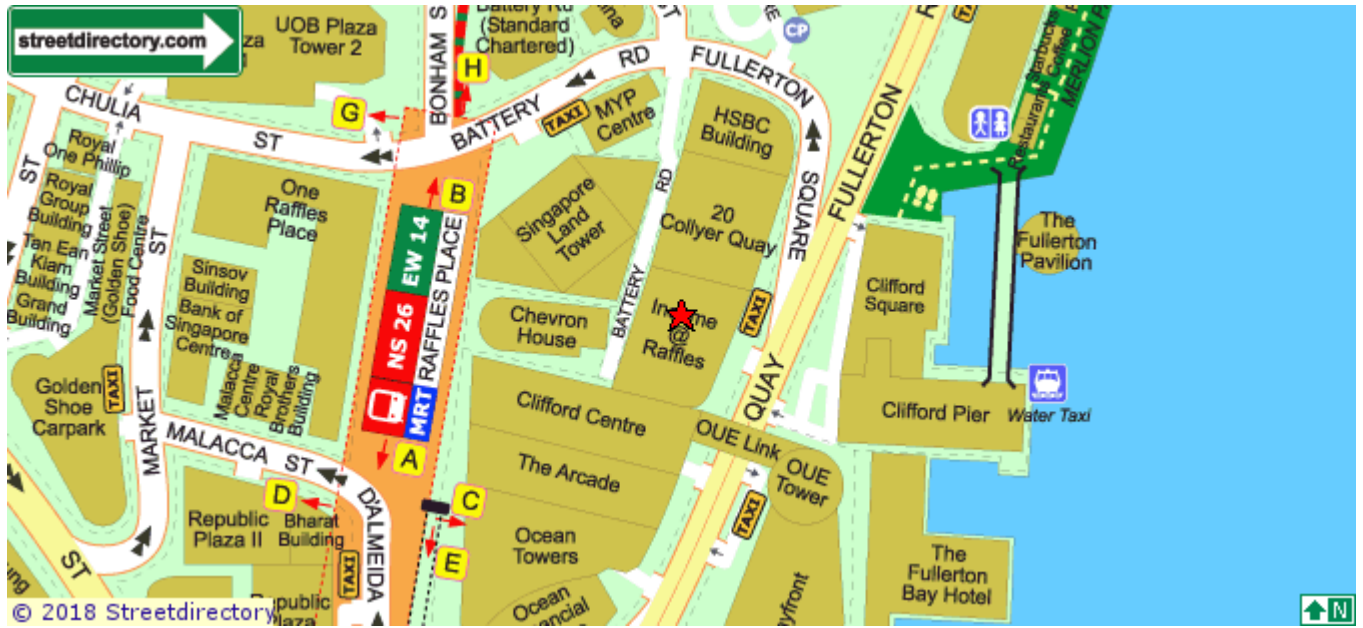 streetdirectory.com
UOB Plaza
Tower 2
BONHAM S
Battery Rd
(Standard
Chartered)
ST
CP
TAXI
Starbucks
Coffee
Restaurants
MERLION P
CHULIA
ST
G
H
BATTERY
RD
FULLERTON
SQUARE
TAXI
MYP
Centre
HSBC
Building
FULLERTON
QUAY
Royal
One Phillip
Royal
Group
Building
Tan Ean
Kiam
Building
Grand
Building
Market Street
(Golden Shoe)
Food Centre
ST
MARKET
ST
One
Raffles
Place
B
EW 14
NS 26
RAFFLES PLACE
MRT
A
Singapore
Land
Tower
BATTERY
RD
20
Collyer Quay
The
Fullerton
Pavilion
Clifford
Square
Sinsov
Building
Bank of
Singapore
Centre
Malacca
Centre
Royal
Brothers
Building
Chevron
House
@
Raffles
TAXI
Golden
Shoe
Carpark
TAXI
Clifford Centre
Clifford Pier
Water Taxi
OUE Link
OUE
Tower
MALACCA
ST
The Arcade
D
C
D'ALMEIDA
Republic
Plaza II
Bharat
Building
E
Ocean
Towers
TAXI
TAXI
ST
The
Fullerton
Bay Hotel
© 2018 Streetdirectory
N